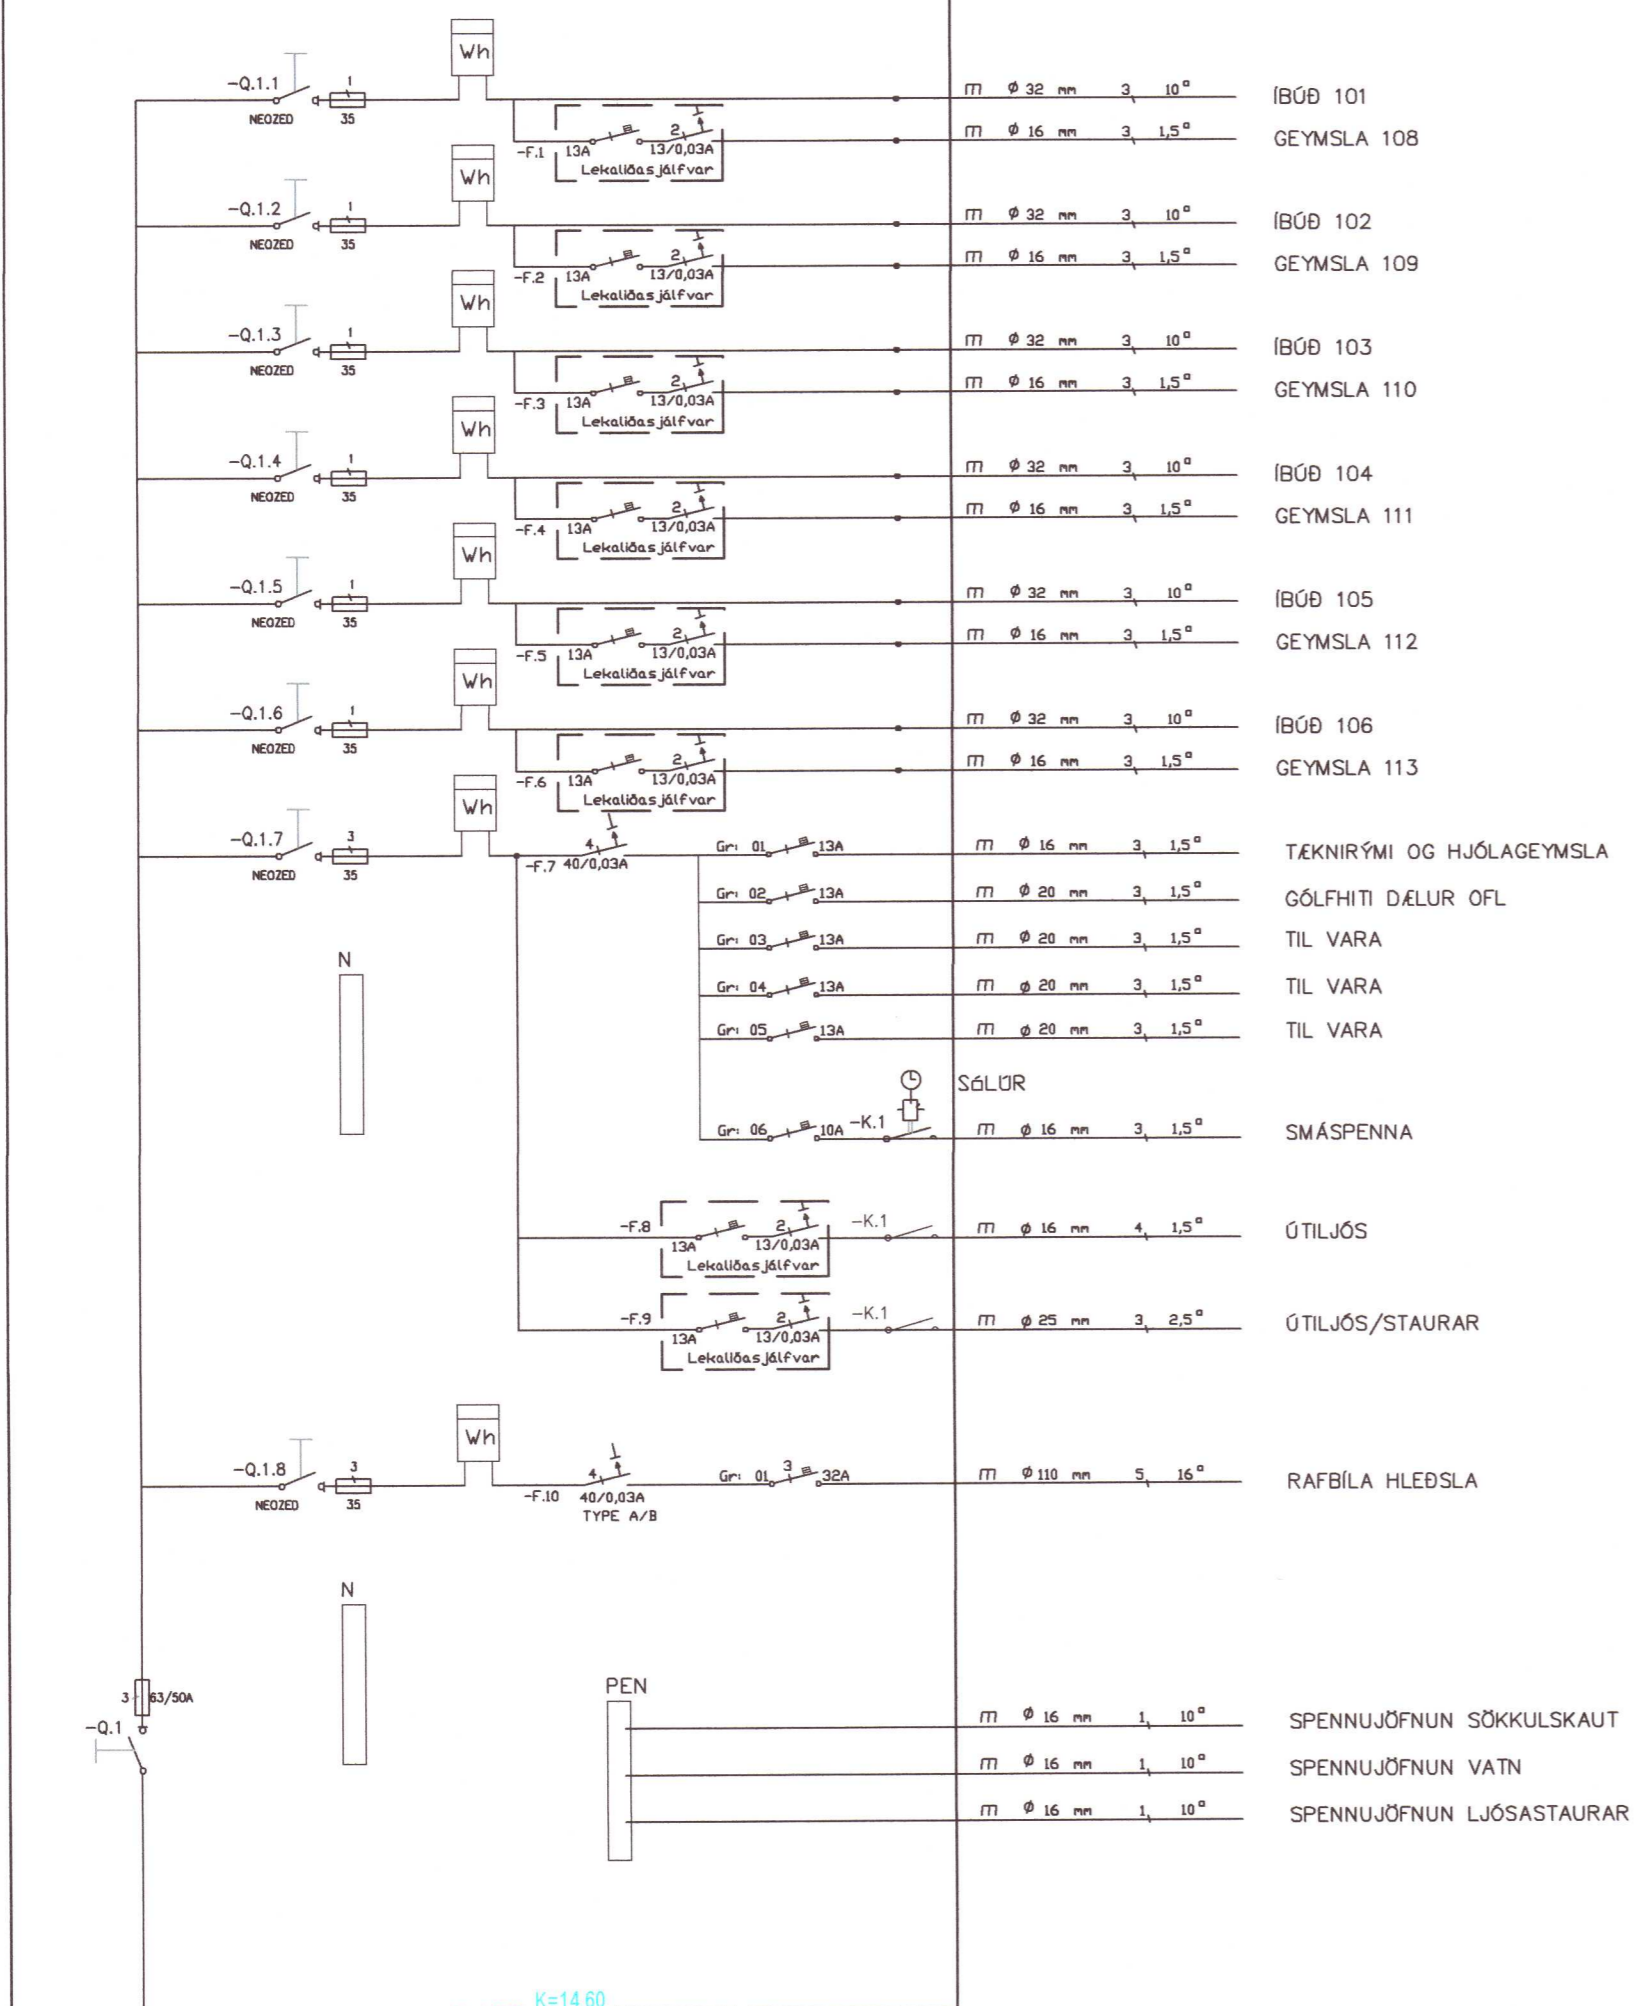 Wh
-Q.1.1 1 m ø 32 mm 3 10▫ ÍBÚÐ 101
NEOZED 35
2 m ø 16 mm 3 1,5▫ GEYMSLA 108
-F.1 13A 13/0,03A
Lekaliðasjálfvar
Wh
-Q.1.2 1 m ø 32 mm 3 10▫ ÍBÚÐ 102
NEOZED 35
2 m ø 16 mm 3 1,5▫ GEYMSLA 109
-F.2 13A 13/0,03A
Lekaliðasjálfvar
Wh
-Q.1.3 1 m ø 32 mm 3 10▫ ÍBÚÐ 103
NEOZED 35
2 m ø 16 mm 3 1,5▫ GEYMSLA 110
-F.3 13A 13/0,03A
Lekaliðasjálfvar
Wh
-Q.1.4 1 m ø 32 mm 3 10▫ ÍBÚÐ 104
NEOZED 35
2 m ø 16 mm 3 1,5▫ GEYMSLA 111
-F.4 13A 13/0,03A
Lekaliðasjálfvar
Wh
-Q.1.5 1 m ø 32 mm 3 10▫ ÍBÚÐ 105
NEOZED 35
2 m ø 16 mm 3 1,5▫ GEYMSLA 112
-F.5 13A 13/0,03A
Lekaliðasjálfvar
Wh
-Q.1.6 1 m ø 32 mm 3 10▫ ÍBÚÐ 106
NEOZED 35
2 m ø 16 mm 3 1,5▫ GEYMSLA 113
-F.6 13A 13/0,03A
Lekaliðasjálfvar
Wh
-Q.1.7 3 4 Gr: 01 13A m ø 16 mm 3 1,5▫ TÆKNIRÝMI OG HJÓLAGEYMSLA
NEOZED 35 -F.7 40/0,03A
Gr: 02 13A m ø 20 mm 3 1,5▫ GÓLFHITI DÆLUR OFL
Gr: 03 13A m ø 20 mm 3 1,5▫ TIL VARA
N
Gr: 04 13A m ø 20 mm 3 1,5▫ TIL VARA
Gr: 05 13A m ø 20 mm 3 1,5▫ TIL VARA
SÓLÚR
Gr: 06 10A -K.1 m ø 16 mm 3 1,5▫ SMÁSPENNA
-F.8 2 -K.1 m ø 16 mm 4 1,5▫ ÚTILJÓS
13A 13/0,03A
Lekaliðasjálfvar
-F.9 2 -K.1 m ø 25 mm 3 2,5▫ ÚTILJÓS/STAURAR
13A 13/0,03A
Lekaliðasjálfvar
Wh
-Q.1.8 3 4 Gr: 01 3 32A m ø 110 mm 5 16▫ RAFBÍLA HLEÐSLA
NEOZED 35 -F.10 40/0,03A
TYPE A/B
N
PEN
3 63/50A
-Q.1 m ø 16 mm 1 10▫ SPENNUJÖFNUN SÖKKULSKAUT
m ø 16 mm 1 10▫ SPENNUJÖFNUN VATN
m ø 16 mm 1 10▫ SPENNUJÖFNUN LJÓSASTAURAR
K=14.60